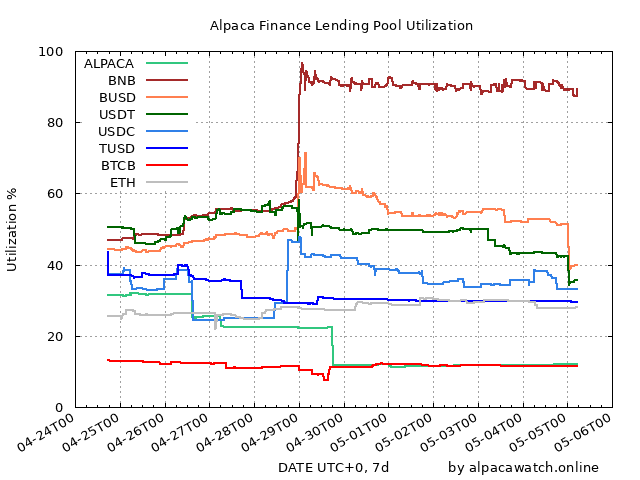 Alpaca Finance Lending Pool Utilization
Utilization %
100
80
60
40
20
0
ALPACA
BNB
BUSD
USDT
USDC
TUSD
BTCB
ETH
04-24T00
04-25T00
04-26T00
04-27T00
04-28T00
04-29T00
04-30T00
05-01T00
05-02T00
05-03T00
05-04T00
05-05T00
05-06T00
DATE UTC+0, 7d
by alpacawatch.online